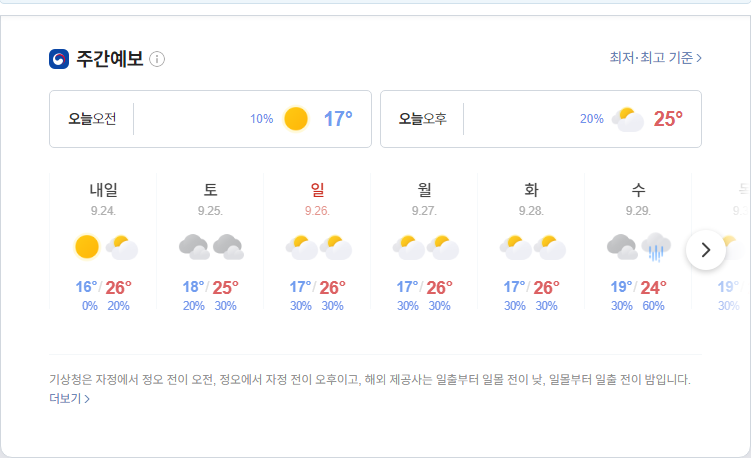 주간예보
최저·최고 기준
오늘오전 10% 17°
오늘오후 20% 25°
내일 토 일 월 화 수
9.24. 9.25. 9.26. 9.27. 9.28. 9.29.
16°/26° 18°/25° 17°/26° 17°/26° 17°/26° 19°/24° 19°
0% 20% 20% 30% 30% 30% 30% 30% 30% 30% 30% 60% 30%
기상청은 자정에서 정오 전이 오전, 정오에서 자정 전이 오후이고, 해외 제공사는 일출부터 일몰 전이 낮, 일몰부터 일출 전이 밤입니다.
더보기